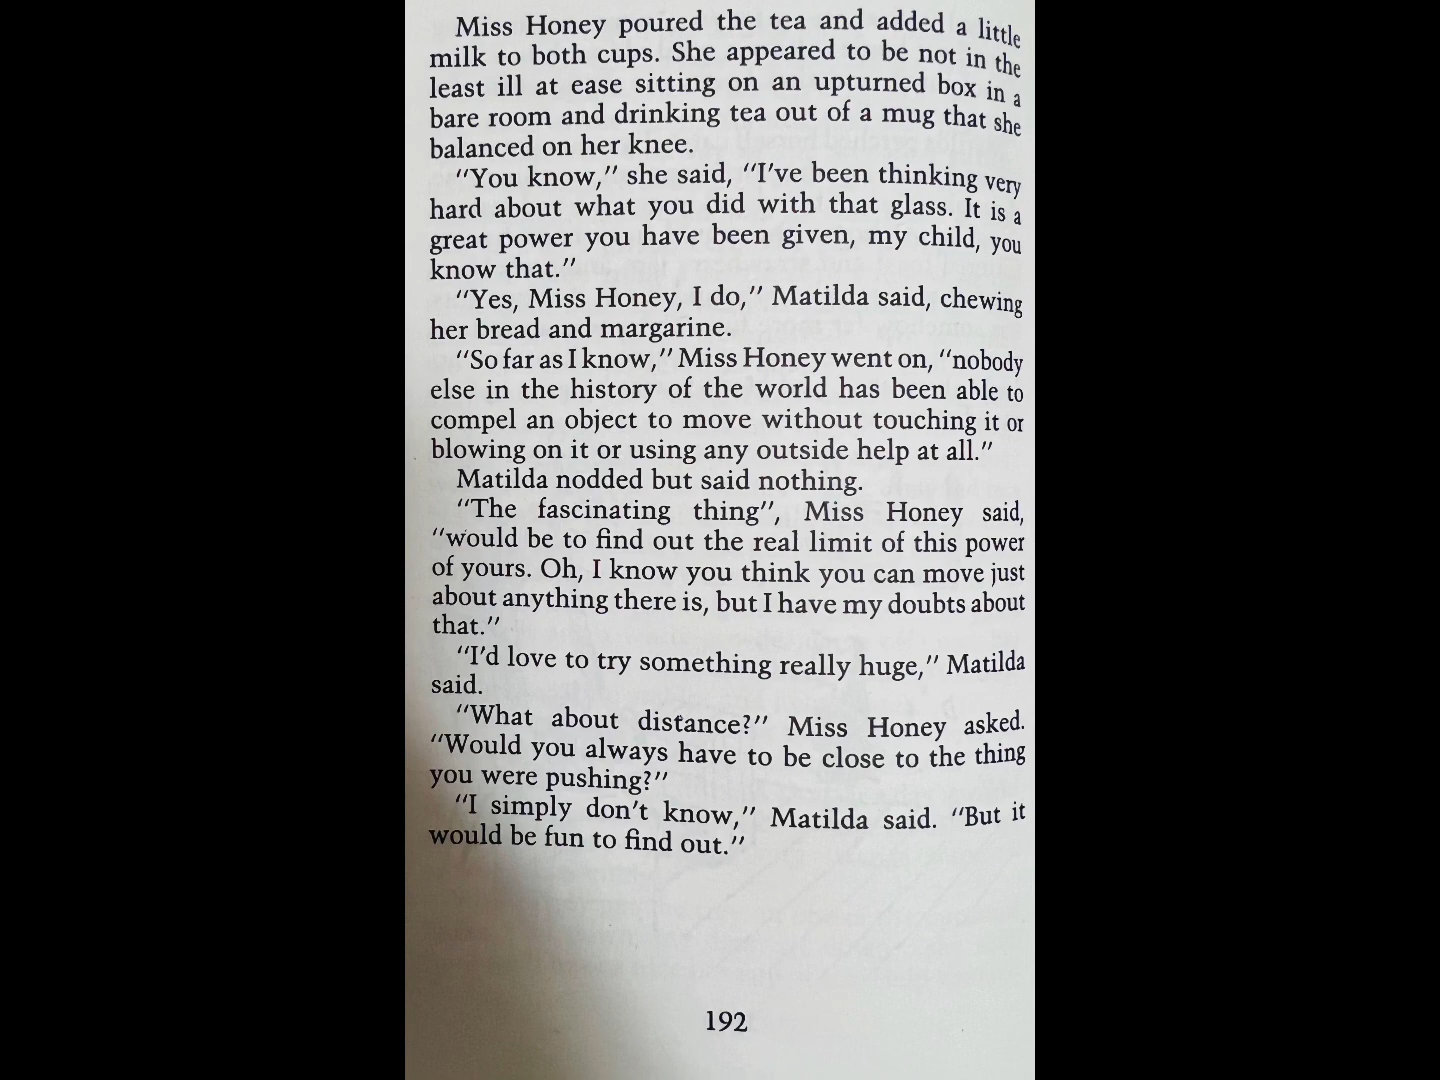 Miss Honey poured the tea and added a little
milk to both cups. She appeared to be not in the
least ill at ease sitting on an upturned box in a
bare room and drinking tea out of a mug that she
balanced on her knee.
"You know," she said, "I've been thinking very
hard about what you did with that glass. It is a
great power you have been given, my child, you
know that."
"Yes, Miss Honey, I do," Matilda said, chewing
her bread and margarine.
"So far as I know," Miss Honey went on, "nobody
else in the history of the world has been able to
compel an object to move without touching it or
blowing on it or using any outside help at all."
Matilda nodded but said nothing.
"The fascinating thing", Miss Honey said,
"would be to find out the real limit of this power
of yours. Oh, I know you think you can move just
about anything there is, but I have my doubts about
that."
"I'd love to try something really huge," Matilda
said.
"What about distance?" Miss Honey asked.
"Would you always have to be close to the thing
you were pushing?"
"I simply don't know," Matilda said. "But it
would be fun to find out."
192